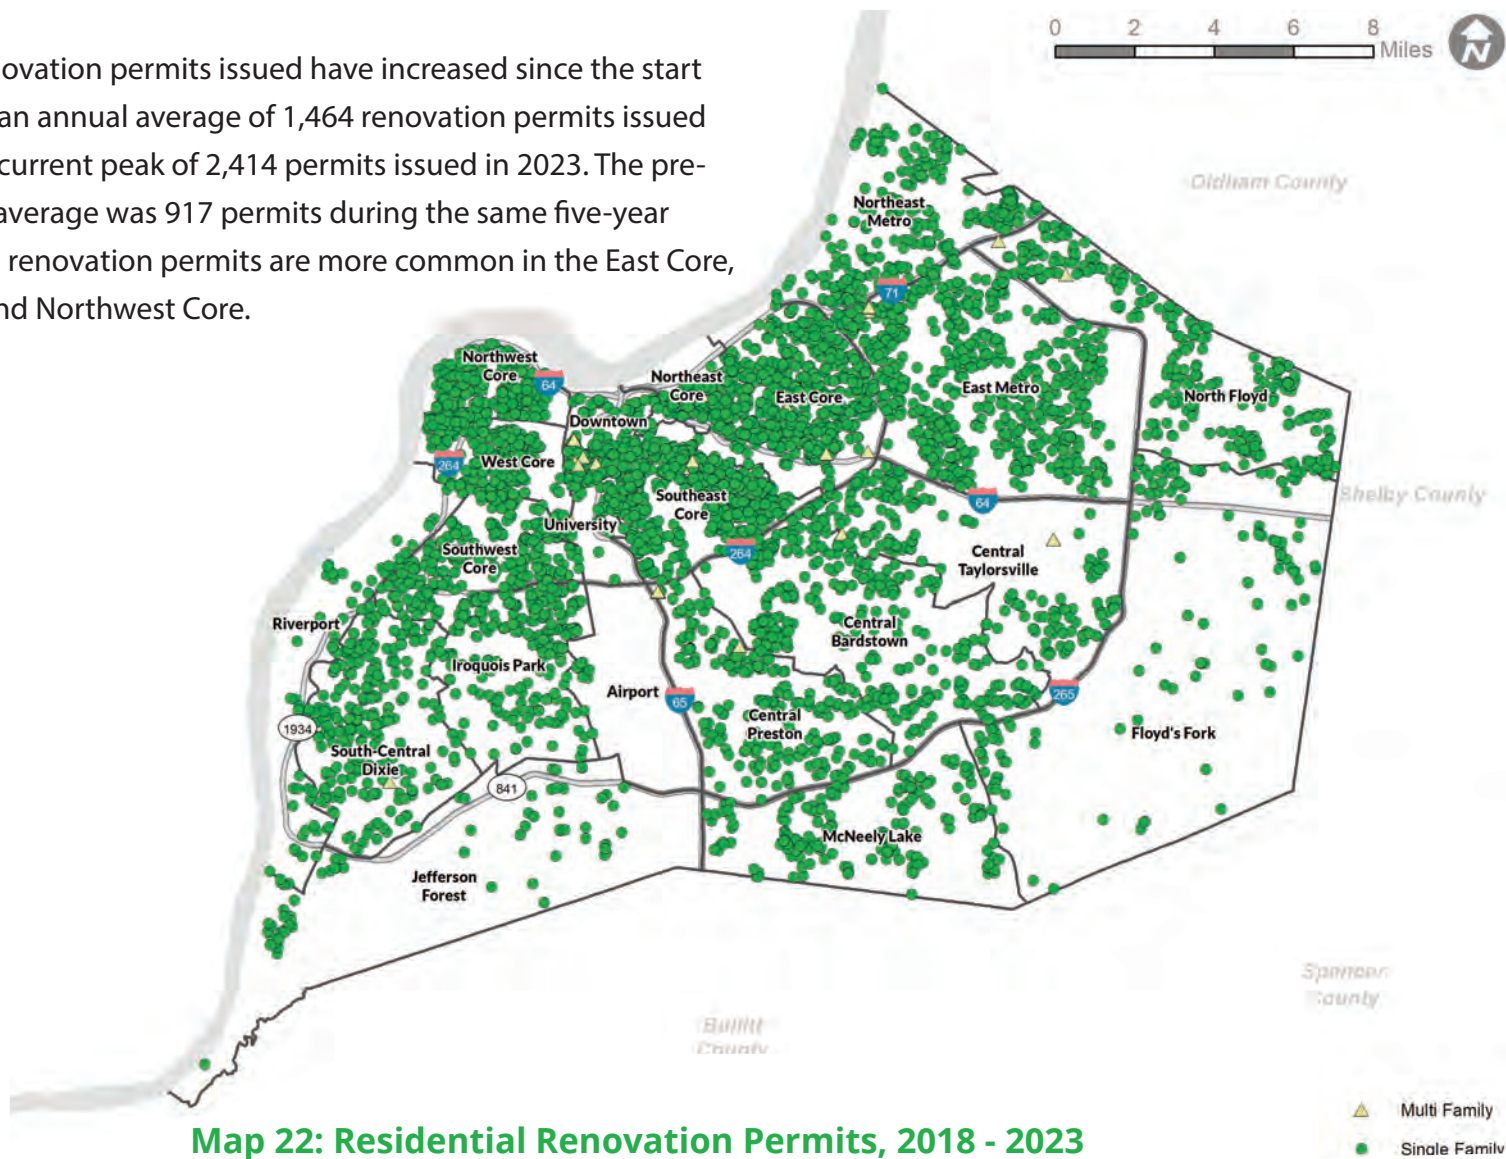 ovation permits issued have increased since the start
an annual average of 1,464 renovation permits issued
current peak of 2,414 permits issued in 2023. The pre-
average was 917 permits during the same five-year
renovation permits are more common in the East Core,
nd Northwest Core.
0 2 4 6 8
Miles
N
Oldham County
Northeast
Metro
71
Northwest
Core
64
Northeast
Core
East Core
East Metro
North Floyd
Downtown
264
West Core
Southeast
Core
64
Shelby County
University
264
Southwest
Core
Central
Taylorsville
Riverport
Central
Bardstown
Iroquois Park
Airport
65
265
1934
Central
Preston
Floyd's Fork
South-Central
Dixie
841
McNeely Lake
Jefferson
Forest
Spencer
County
Bullitt
County
Multi Family
Single Family
Map 22: Residential Renovation Permits, 2018 - 2023